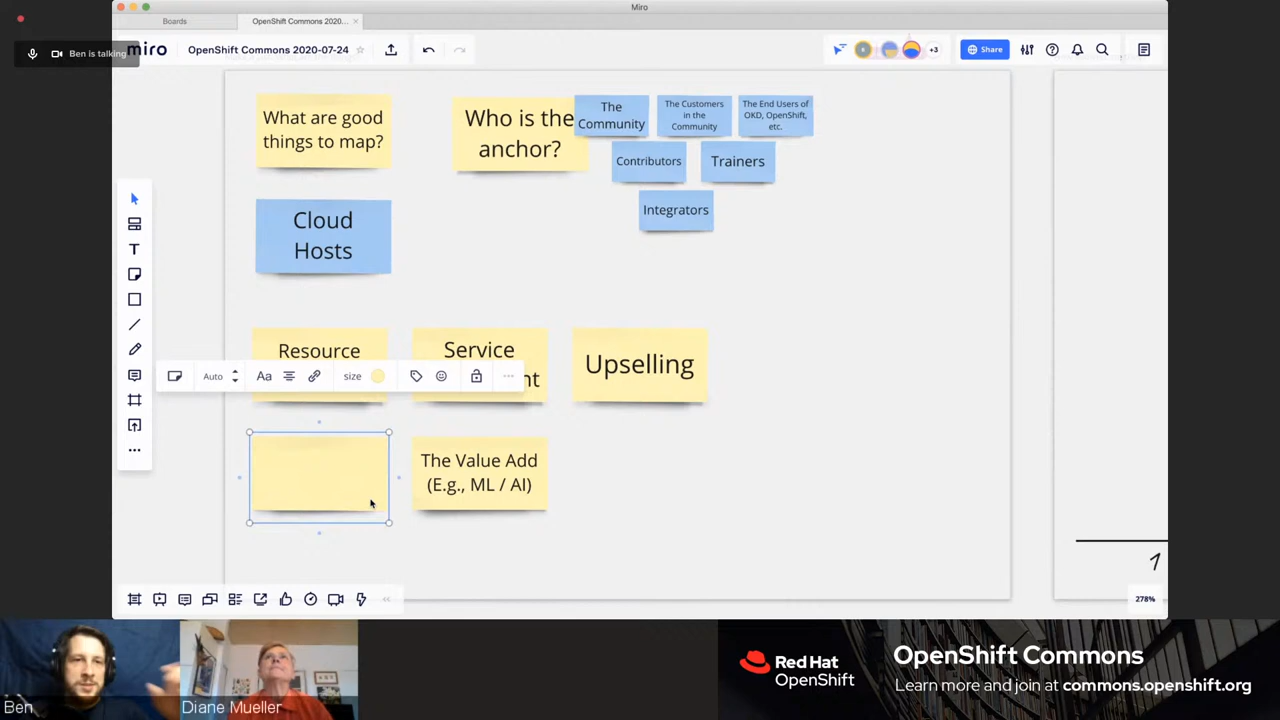 Miro
Boards
OpenShift Commons 2020...
Ben is talking
miro
OpenShift Commons 2020-07-24
+3
Share
What are good
things to map?
Who is the
anchor?
The
Community
The Customers
in the
Community
The End Users of
OKD, OpenShift,
etc.
Contributors
Trainers
Integrators
Cloud
Hosts
Resource
Service
nt
Upselling
Auto
Aa
size
The Value Add
(E.g., ML / AI)
1
278%
Ben
Diane Mueller
Red Hat
OpenShift
OpenShift Commons
Learn more and join at commons.openshift.org